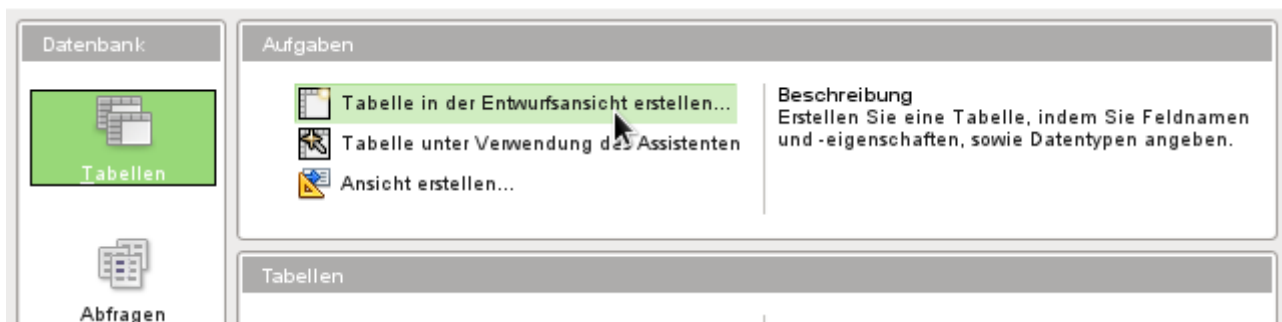 Datenbank
Tabellen
Abfragen
Aufgaben
Tabelle in der Entwurfsansicht erstellen...
Tabelle unter Verwendung des Assistenten
Ansicht erstellen...
Beschreibung
Erstellen Sie eine Tabelle, indem Sie Feldnamen
und -eigenschaften, sowie Datentypen angeben.
Tabellen